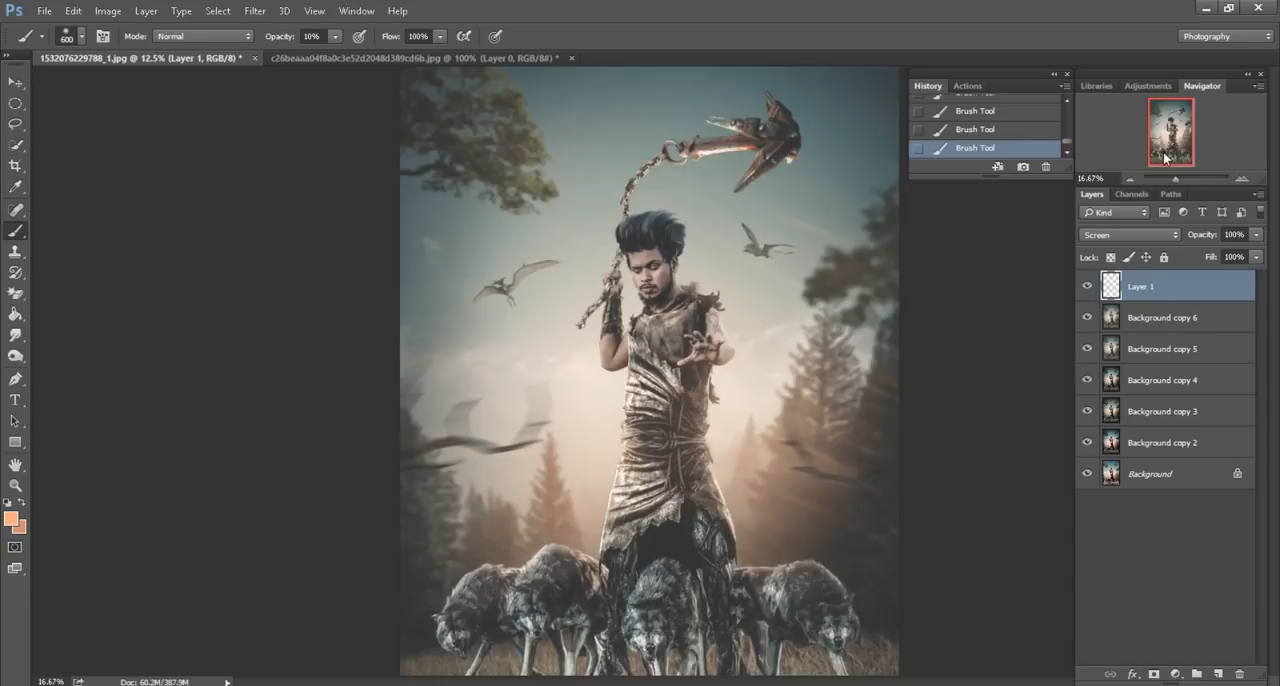 Ps File Edit Image Layer Type Select Filter 3D View Window Help
600 Mode: Normal Opacity: 10% Flow: 100% Photography
1532076229788_1.jpg @ 12.5% (Layer 1, RGB/8) * c26beaaa04f8a0c3e52d2048d389cd6b.jpg @ 100% (Layer 0, RGB/8#) *
History Actions
Brush Tool
Brush Tool
Brush Tool
Libraries Adjustments Navigator
16.67%
Layers Channels Paths
Kind
Screen Opacity: 100%
Lock: Fill: 100%
Layer 1
Background copy 6
Background copy 5
Background copy 4
Background copy 3
Background copy 2
Background
16.67% Doc: 60.2M/387.9M